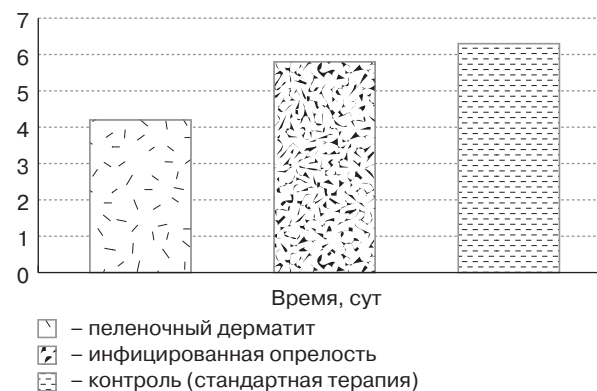 7
6
5
4
3
2
1
0
Время, сут
– пеленочный дерматит
– инфицированная опрелость
– контроль (стандартная терапия)